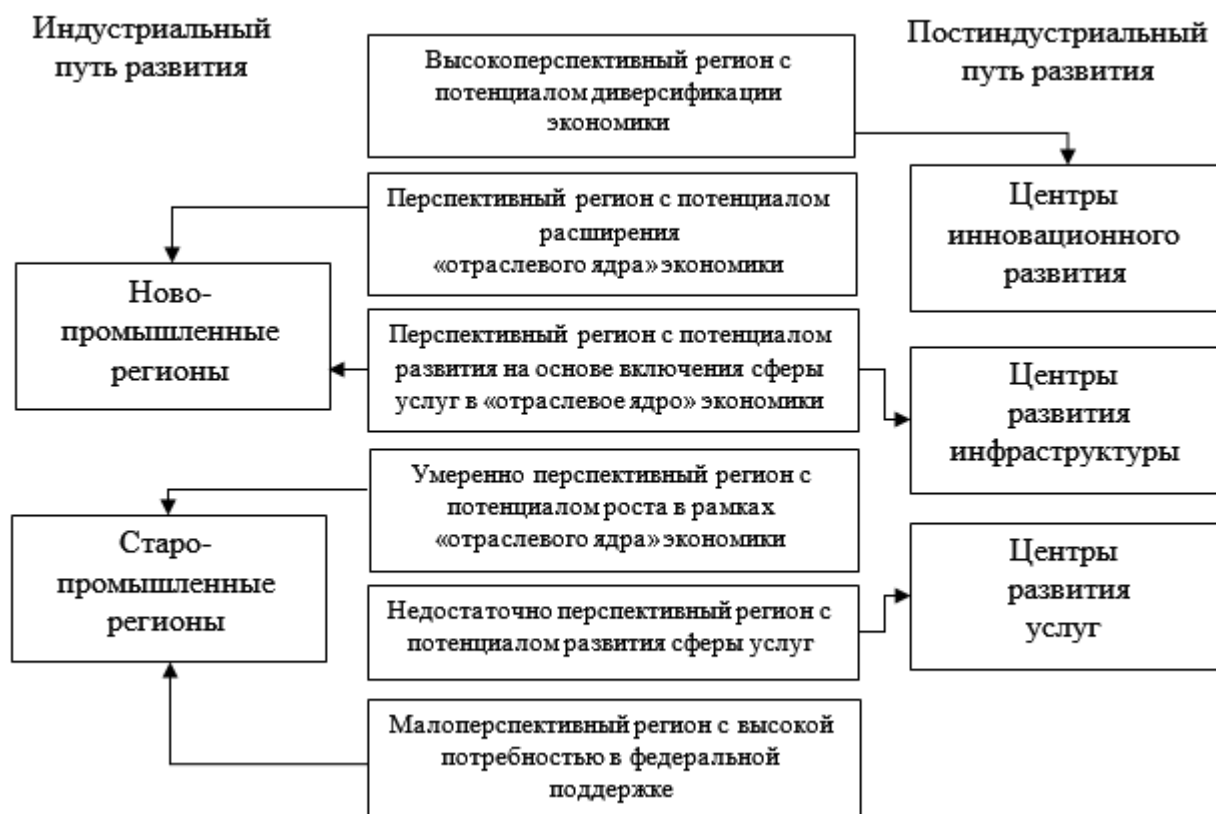 Индустриальный
путь развития
Постиндустриальный
путь развития
Высокоперспективный регион с
потенциалом диверсификации
экономики
Перспективный регион с потенциалом
расширения
«отраслевого ядра» экономики
Перспективный регион с потенциалом
развития на основе включения сферы
услуг в «отраслевое ядро» экономики
Умеренно перспективный регион с
потенциалом роста в рамках
«отраслевого ядра» экономики
Недостаточно перспективный регион с
потенциалом развития сферы услуг
Малоперспективный регион с высокой
потребностью в федеральной
поддержке
Ново-
промышленные
регионы
Старо-
промышленные
регионы
Центры
инновационного
развития
Центры
развития
инфраструктуры
Центры
развития
услуг